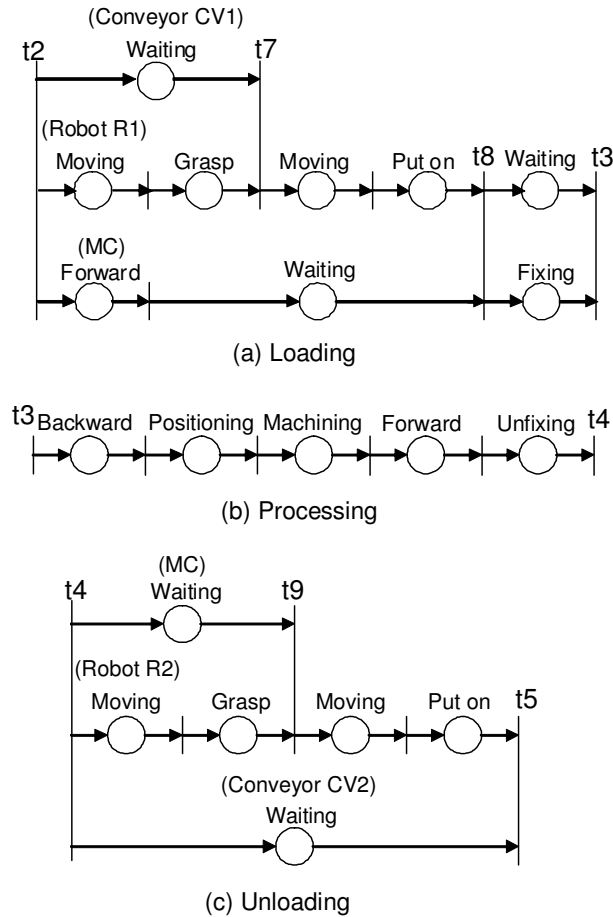 (Conveyor CV1)
t2 Waiting t7
(Robot R1)
Moving Grasp Moving Put on t8 Waiting t3
(MC)
Forward Waiting Fixing
(a) Loading
t3 Backward Positioning Machining Forward Unfixing t4
(b) Processing
(MC)
t4 Waiting t9
(Robot R2)
Moving Grasp Moving Put on t5
(Conveyor CV2)
Waiting
(c) Unloading